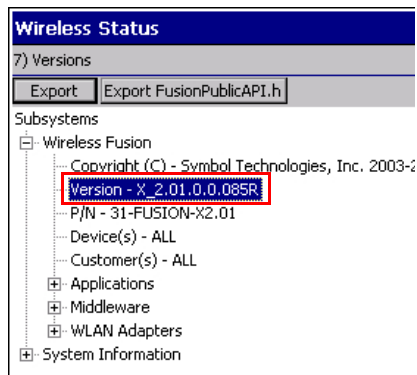 Wireless Status
7) Versions
Export Export FusionPublicAPI.h
Subsystems
Wireless Fusion
Copyright (C) - Symbol Technologies, Inc. 2003-2
Version - X_2.01.0.0.085R
P/N - 31-FUSION-X2.01
Device(s) - ALL
Customer(s) - ALL
Applications
Middleware
WLAN Adapters
System Information